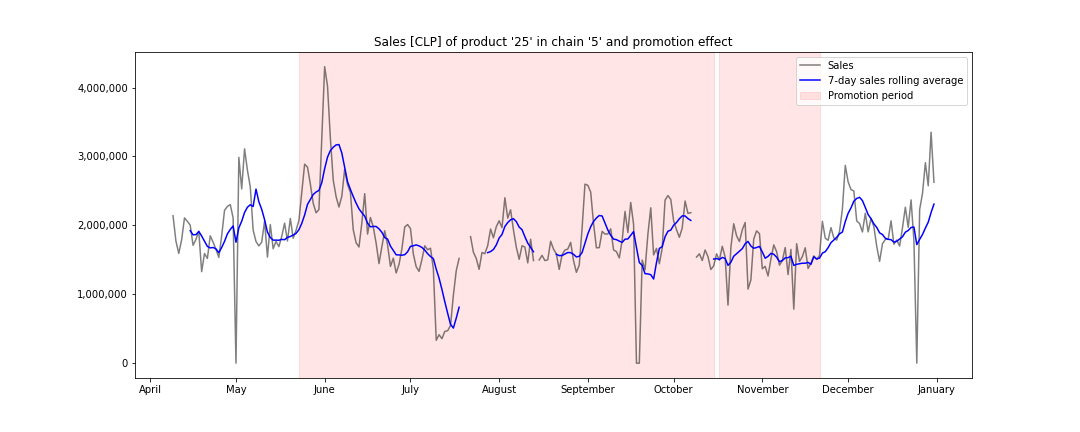 Sales [CLP] of product '25' in chain '5' and promotion effect
Sales
7-day sales rolling average
Promotion period
4,000,000
3,000,000
2,000,000
1,000,000
0
April May June July August September October November December January